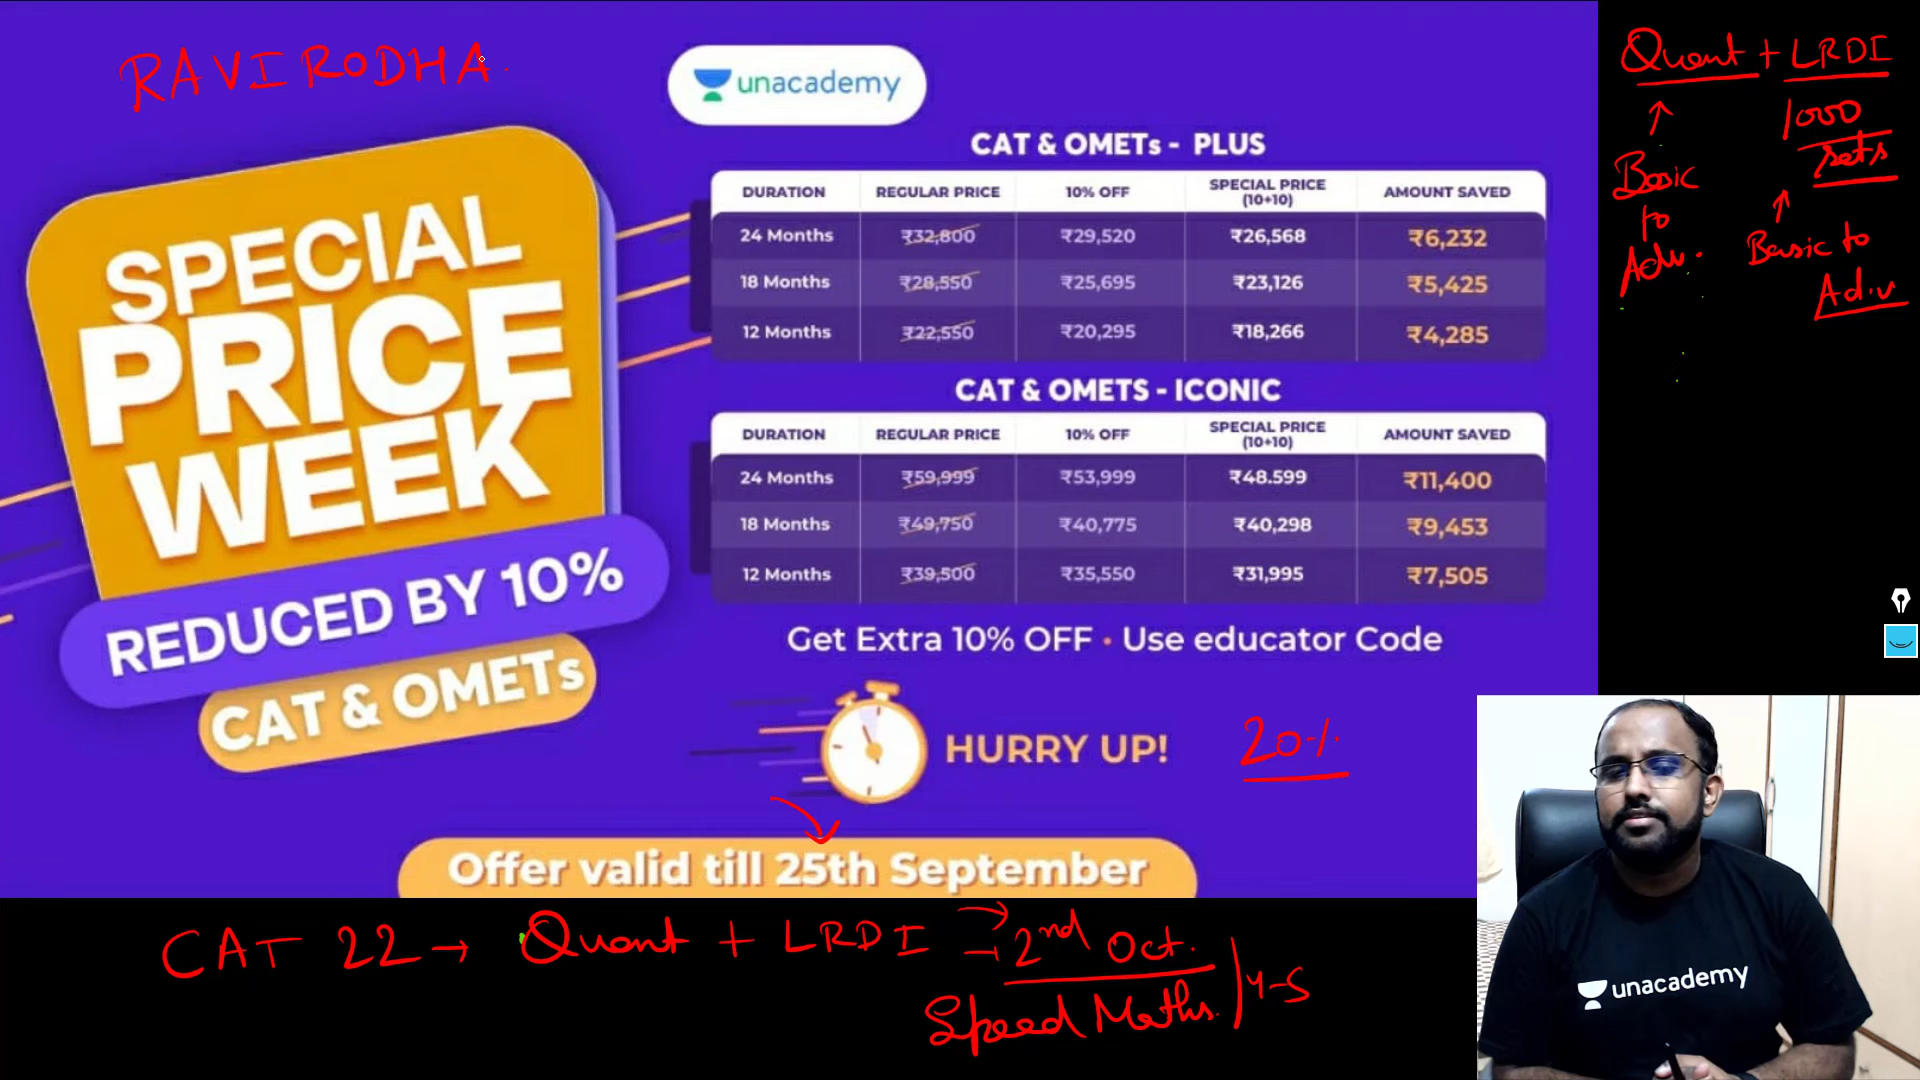 RAVIRODHA
unacademy
SPECIAL
PRICE
WEEK
REDUCED BY 10%
CAT & OMETs
CAT & OMETs - PLUS
DURATION REGULAR PRICE 10% OFF SPECIAL PRICE (10+10) AMOUNT SAVED
24 Months ₹32,800 ₹29,520 ₹26,568 ₹6,232
18 Months ₹28,550 ₹25,695 ₹23,126 ₹5,425
12 Months ₹22,550 ₹20,295 ₹18,266 ₹4,285
CAT & OMETS - ICONIC
DURATION REGULAR PRICE 10% OFF SPECIAL PRICE (10+10) AMOUNT SAVED
24 Months ₹59,999 ₹53,999 ₹48.599 ₹11,400
18 Months ₹49,750 ₹40,775 ₹40,298 ₹9,453
12 Months ₹39,500 ₹35,550 ₹31,995 ₹7,505
Get Extra 10% OFF • Use educator Code
HURRY UP!
20%
Offer valid till 25th September
CAT 22 → Quant + LRDI → 2nd Oct.
Speed Maths. 4-5
Quant + LRDI
↑
Basic
to
Adv.
1000
sets
↑
Basic to
Adv
unacademy